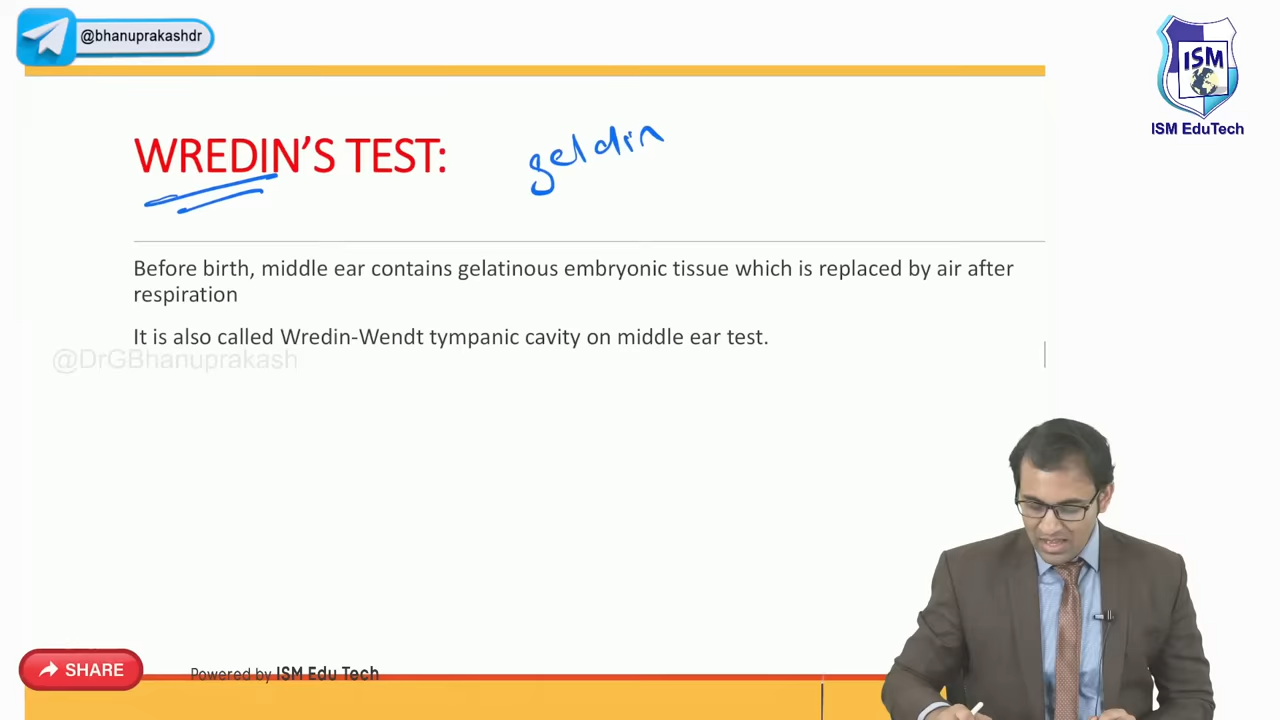 @bhanuprakashdr
ISM
ISM EduTech
WREDIN'S TEST:
geldin
Before birth, middle ear contains gelatinous embryonic tissue which is replaced by air after
respiration
It is also called Wredin-Wendt tympanic cavity on middle ear test.
@DrGBhanuprakash
SHARE
Powered by ISM Edu Tech